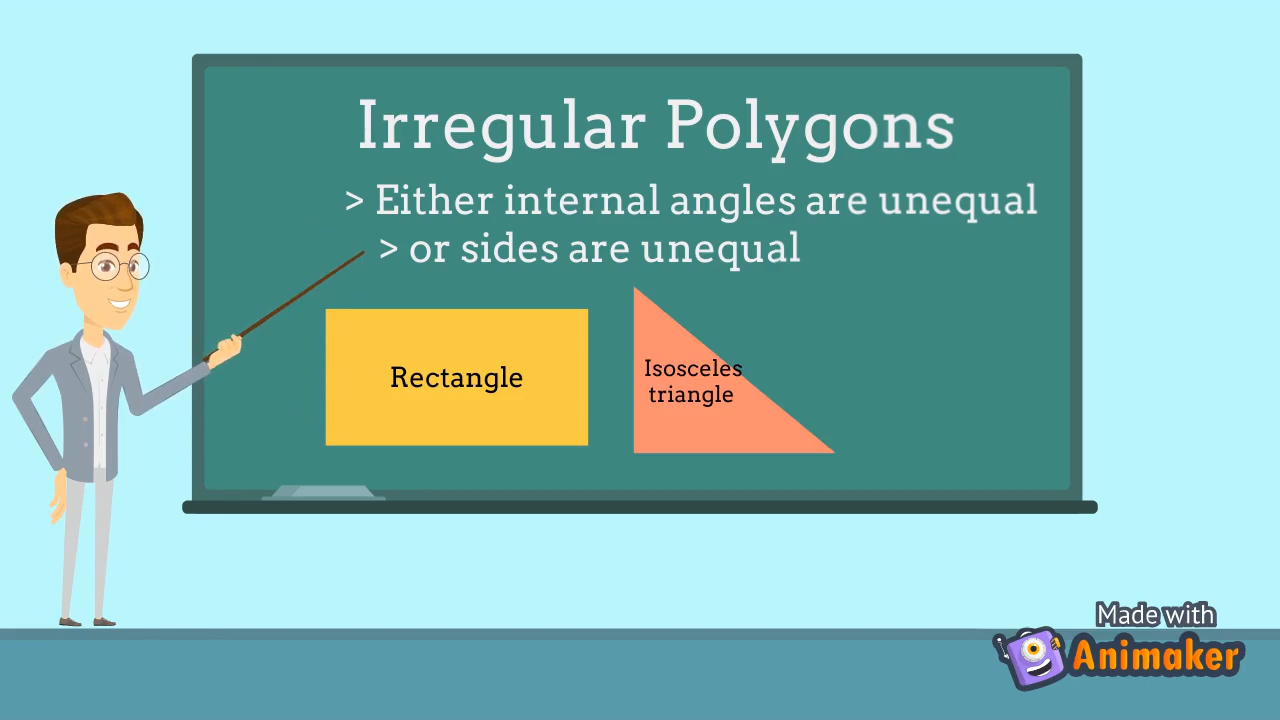 Irregular Polygons
> Either internal angles are unequal
> or sides are unequal
Rectangle
Isosceles
triangle
Made with
Animaker